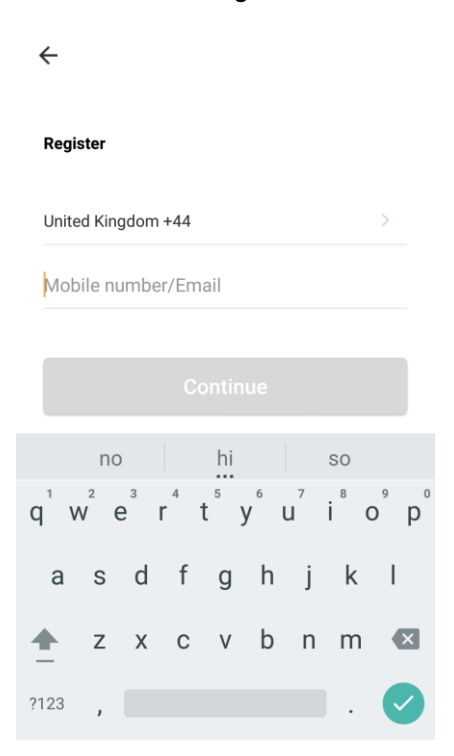 Register
United Kingdom +44
Mobile number/Email
Continue
no hi so
1 2 3 4 5 6 7 8 9 0
q w e r t y u i o p
a s d f g h j k l
z x c v b n m
?123 , .